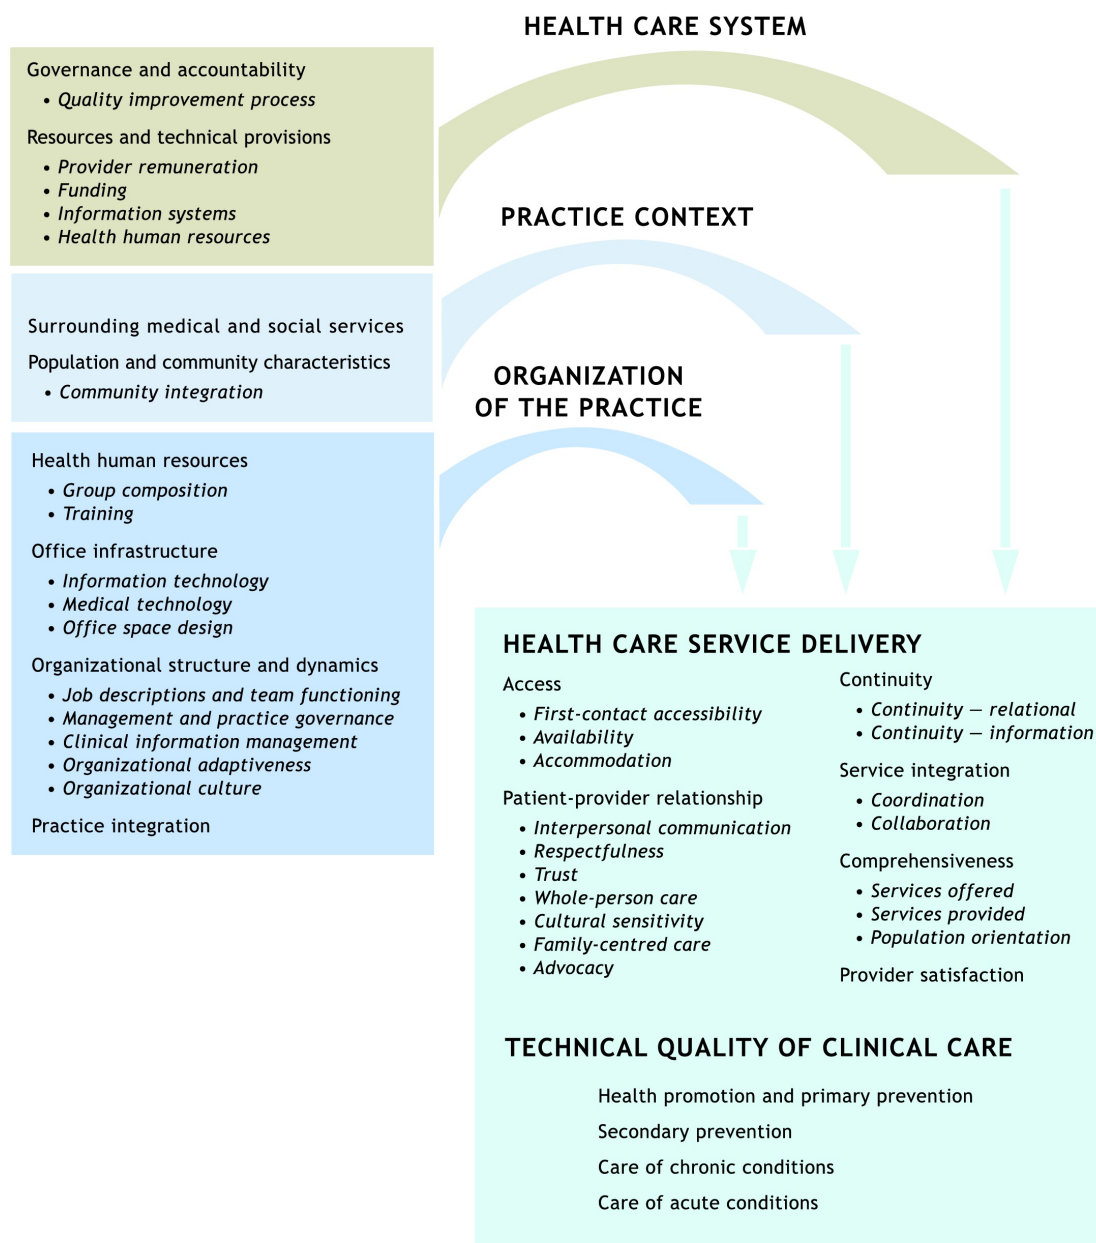 HEALTH CARE SYSTEM
Governance and accountability
• Quality improvement process
Resources and technical provisions
• Provider remuneration
• Funding
• Information systems
• Health human resources
PRACTICE CONTEXT
Surrounding medical and social services
Population and community characteristics
• Community integration
ORGANIZATION
OF THE PRACTICE
Health human resources
• Group composition
• Training
Office infrastructure
• Information technology
• Medical technology
• Office space design
Organizational structure and dynamics
• Job descriptions and team functioning
• Management and practice governance
• Clinical information management
• Organizational adaptiveness
• Organizational culture
Practice integration
HEALTH CARE SERVICE DELIVERY
Access
• First-contact accessibility
• Availability
• Accommodation
Patient-provider relationship
• Interpersonal communication
• Respectfulness
• Trust
• Whole-person care
• Cultural sensitivity
• Family-centred care
• Advocacy
Continuity
• Continuity — relational
• Continuity — information
Service integration
• Coordination
• Collaboration
Comprehensiveness
• Services offered
• Services provided
• Population orientation
Provider satisfaction
TECHNICAL QUALITY OF CLINICAL CARE
Health promotion and primary prevention
Secondary prevention
Care of chronic conditions
Care of acute conditions